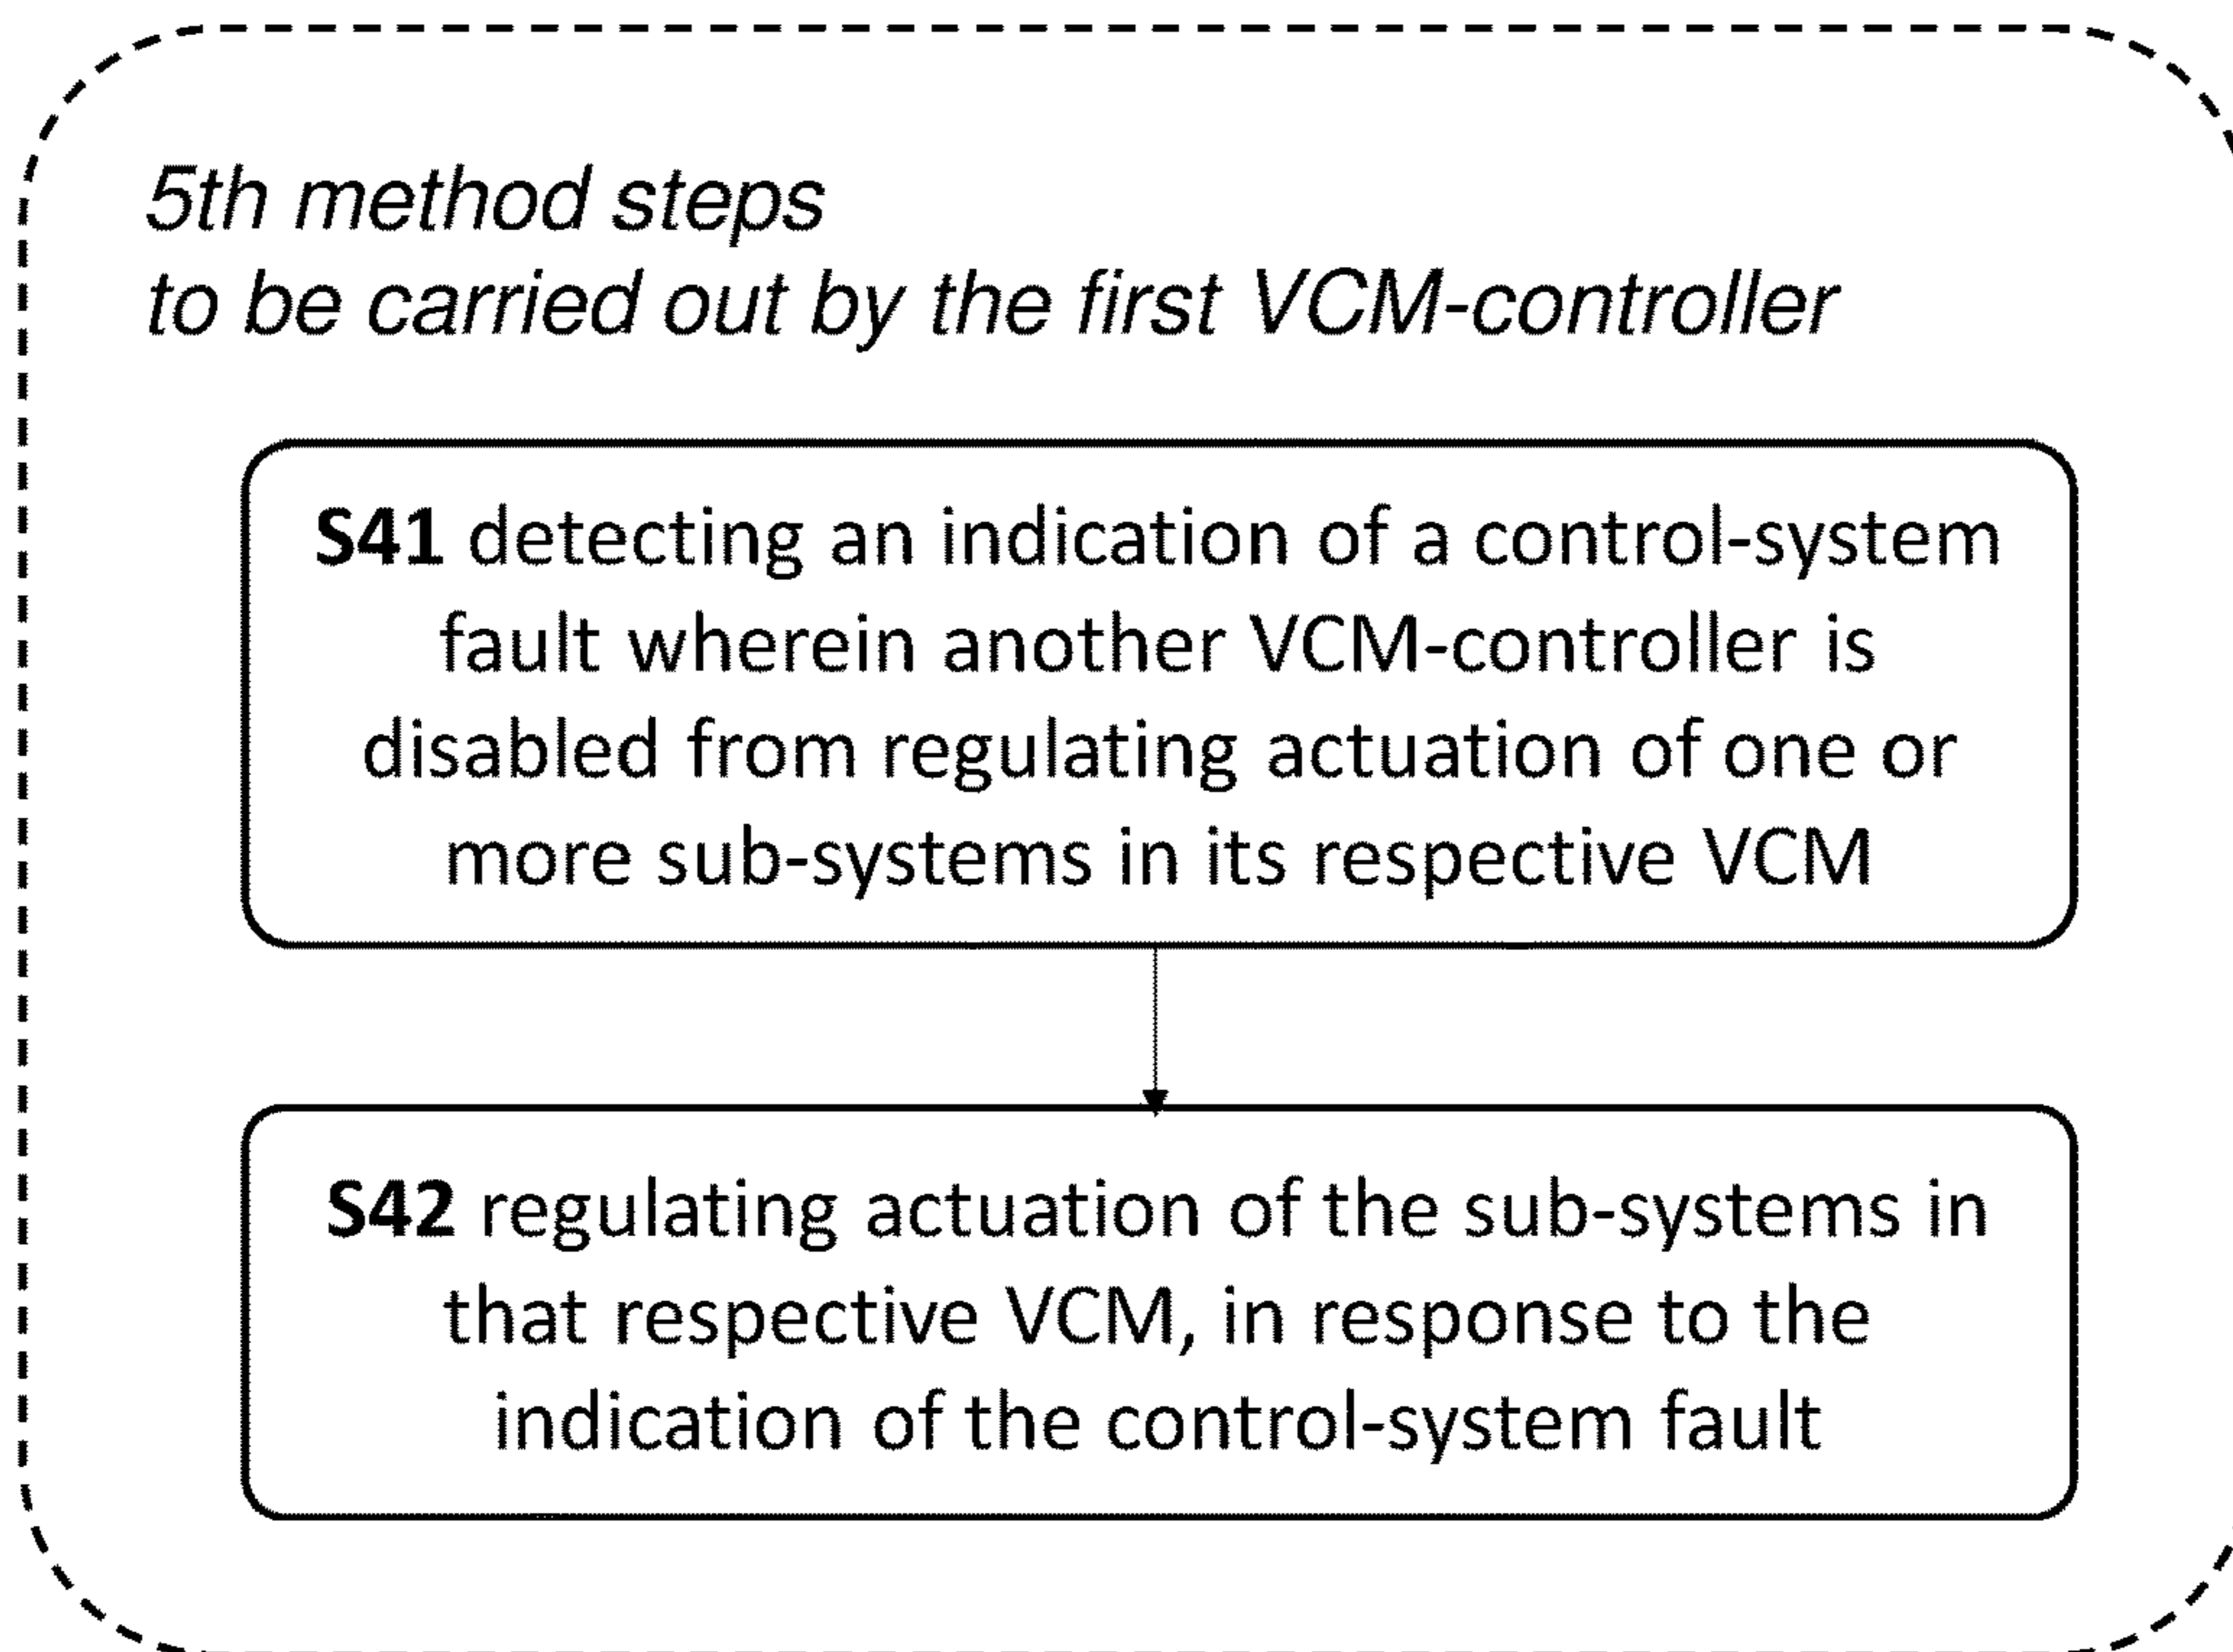 5th method steps
to be carried out by the first VCM-controller
S41 detecting an indication of a control-system
fault wherein another VCM-controller is
disabled from regulating actuation of one or
more sub-systems in its respective VCM
S42 regulating actuation of the sub-systems in
that respective VCM, in response to the
indication of the control-system fault